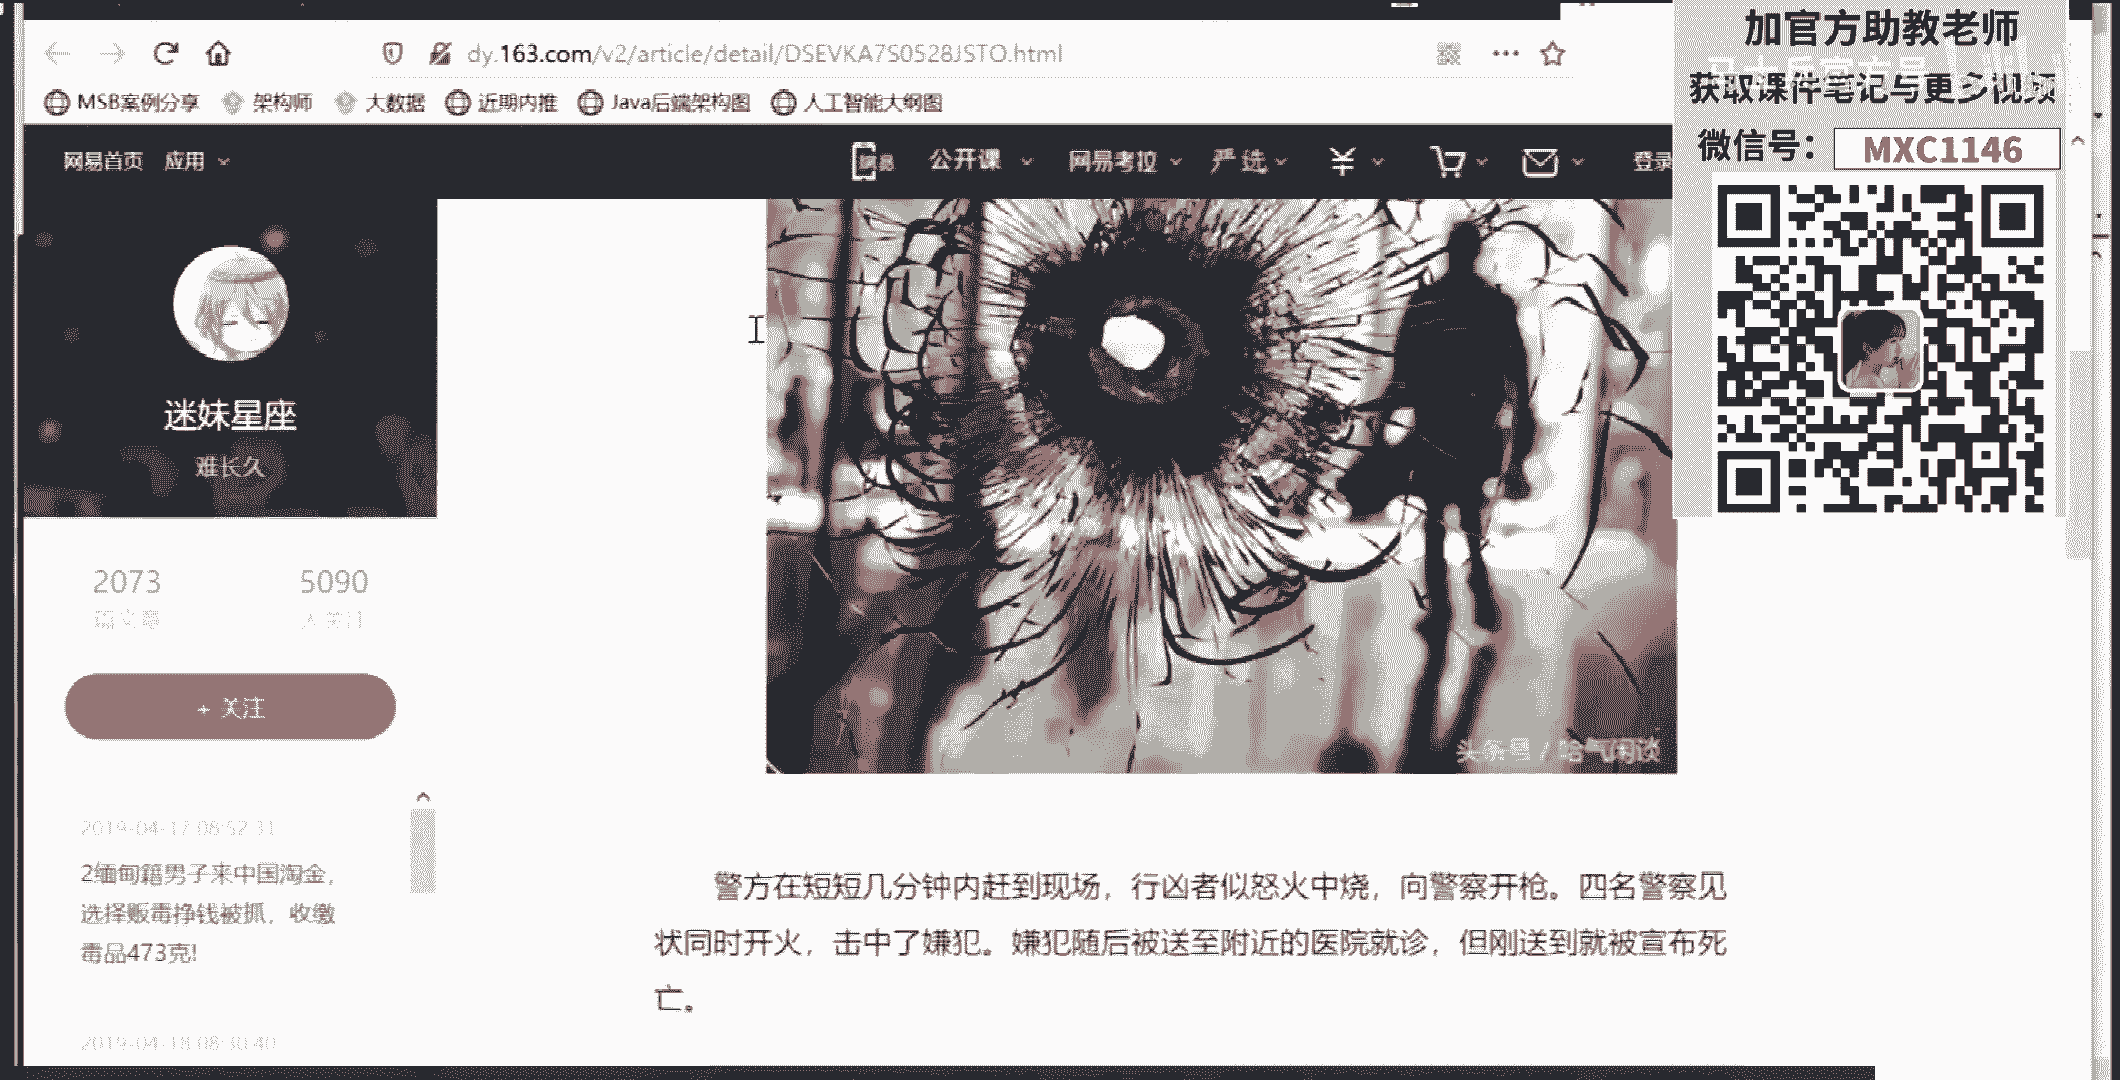 dy.163.com/v2/article/detail/DSEVKA7S0528JSTO.html
MSB案例分享 架构师 大数据 近期内推 Java后端架构图 人工智能大纲图
网易首页 应用 公开课 网易考拉 严选 登录
加官方助教老师
获取课件笔记与更多视频
微信号： MXC1146
迷妹星座
难长久
2073 5090
篇文章 人关注
+ 关注
2019-04-17 08:52:31
2缅甸籍男子来中国淘金，
选择贩毒挣钱被抓，收缴
毒品473克！
2019-04-18 08:30:40
头条号 / 哈气闲谈
警方在短短几分钟内赶到现场，行凶者似怒火中烧，向警察开枪。四名警察见
状同时开火，击中了嫌犯。嫌犯随后被送至附近的医院就诊，但刚送到就被宣布死
亡。